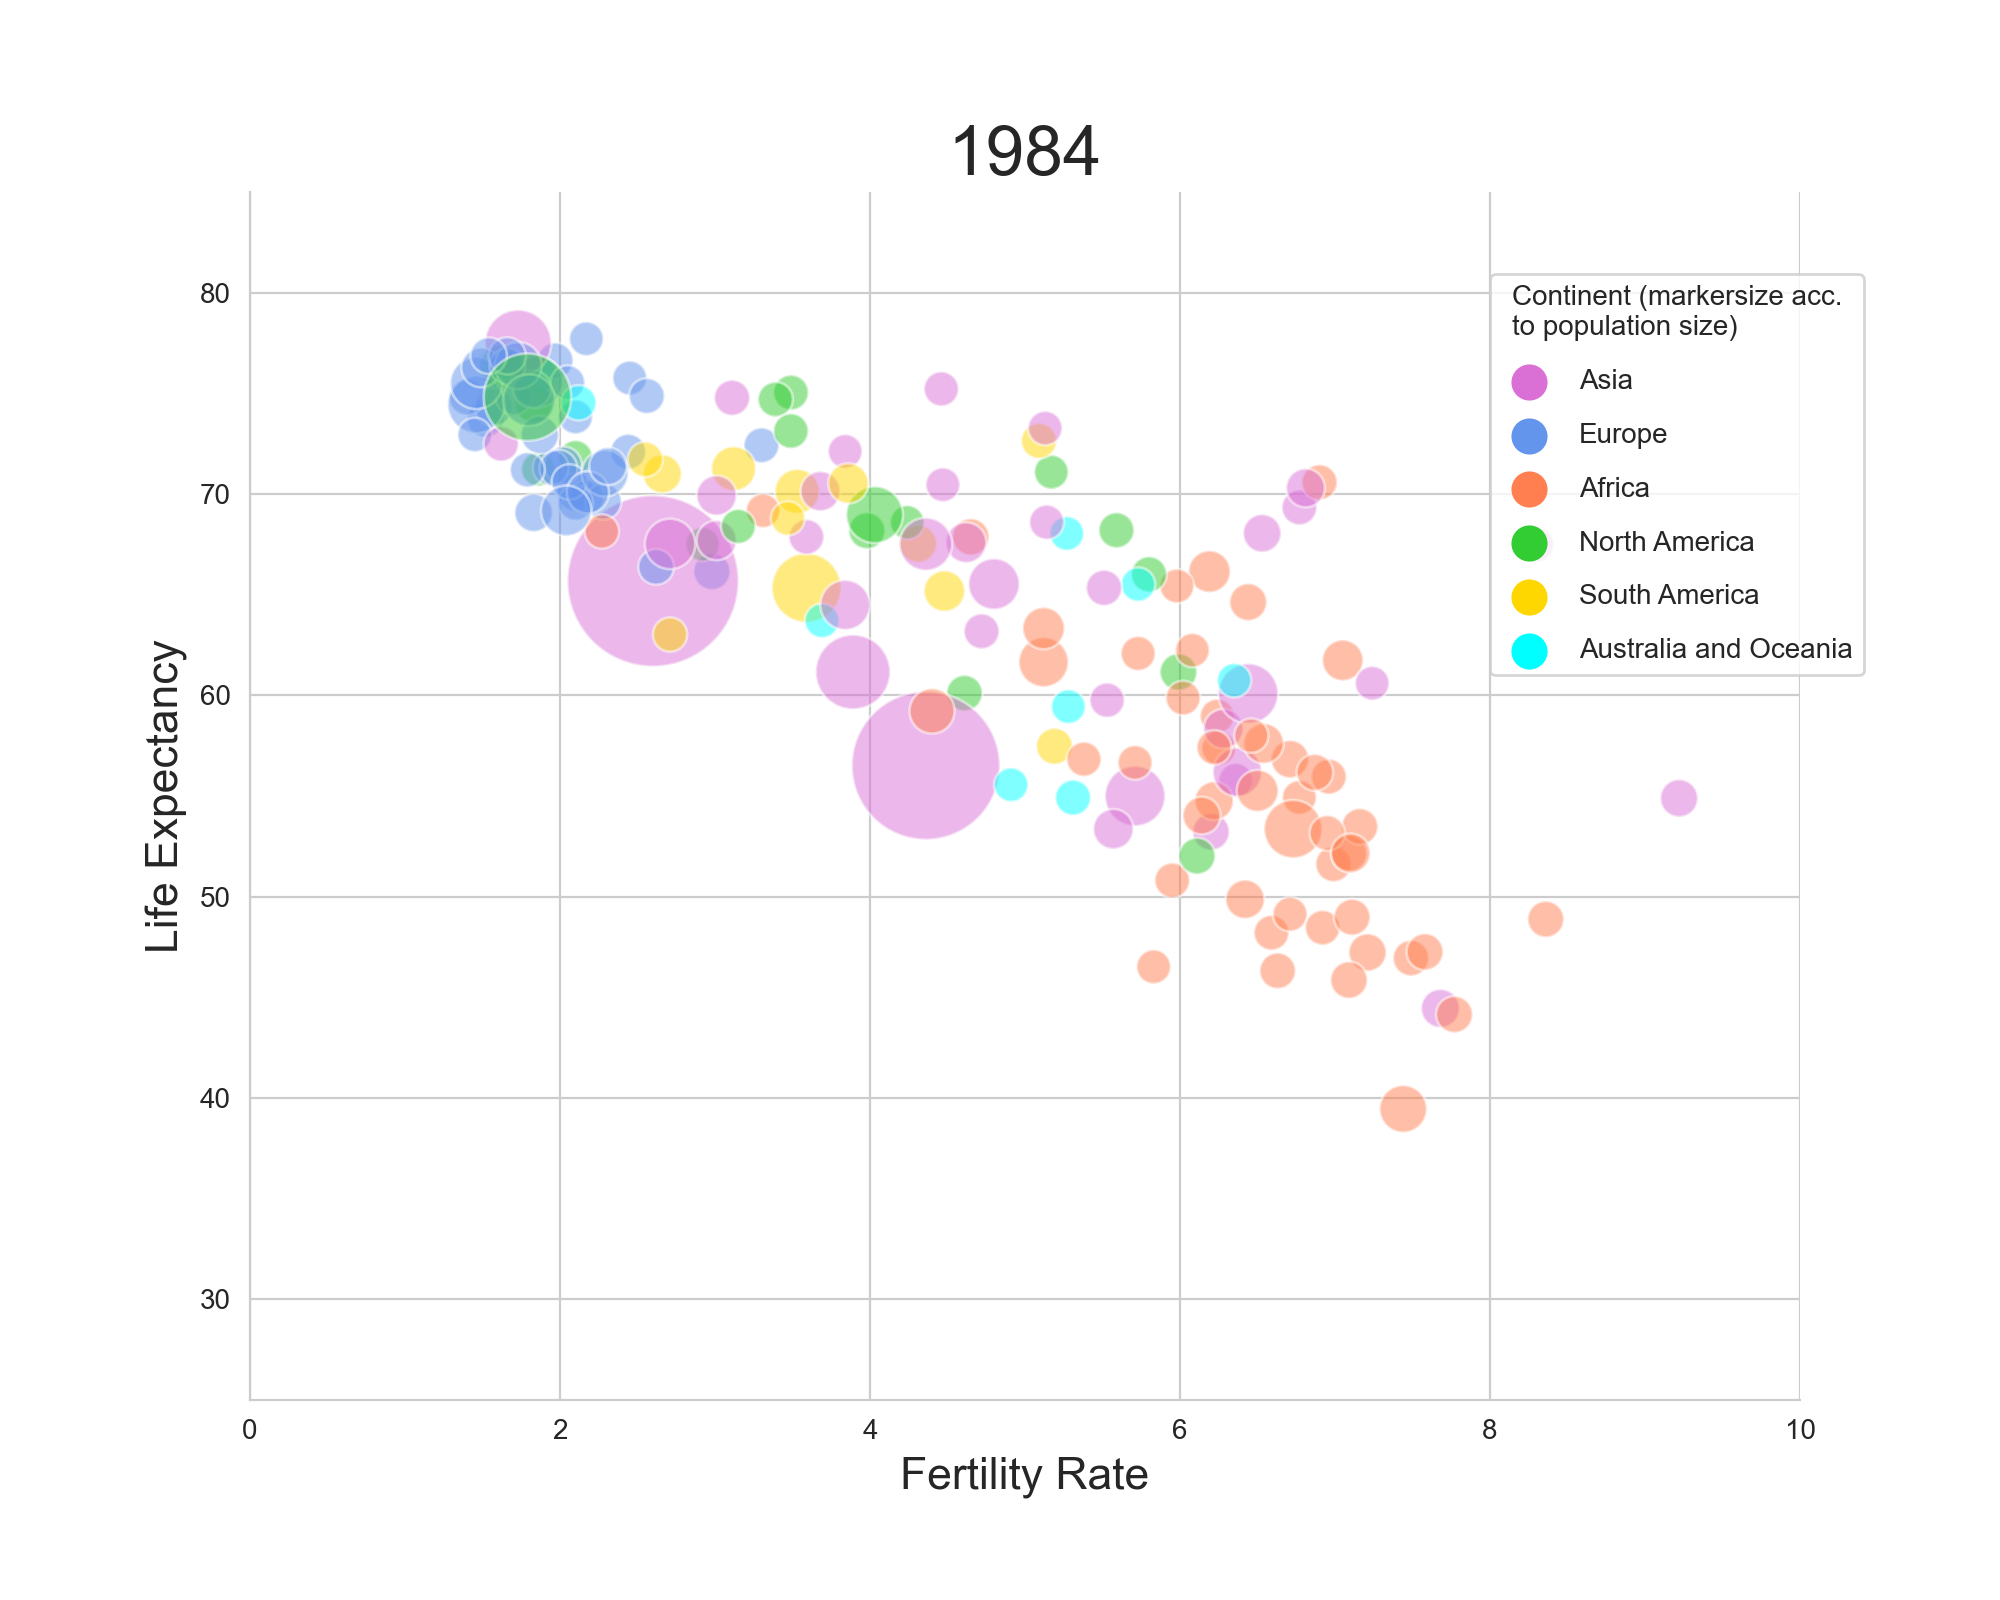 1984
Life Expectancy
80
70
60
50
40
30
0 2 4 6 8 10
Fertility Rate
Continent (markersize acc.
to population size)
Asia
Europe
Africa
North America
South America
Australia and Oceania